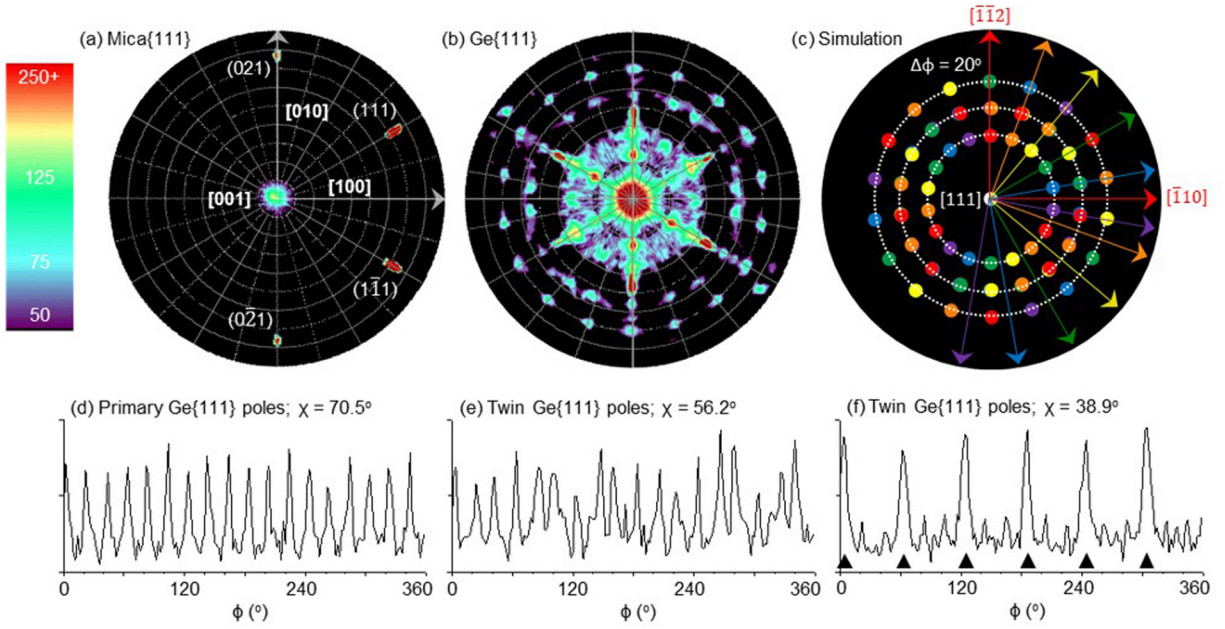 (a) Mica{111}
(b) Ge{111}
(c) Simulation
[1̅1̅2]
250+
125
75
50
(021)
[010]
(111)
[001]
[100]
(11̅1)
(02̅1)
Δϕ = 20º
[111]
[1̅10]
(d) Primary Ge{111} poles; χ = 70.5º
(e) Twin Ge{111} poles; χ = 56.2º
(f) Twin Ge{111} poles; χ = 38.9º
0 120 240 360
ϕ (º)
0 120 240 360
ϕ (º)
0 120 240 360
ϕ (º)